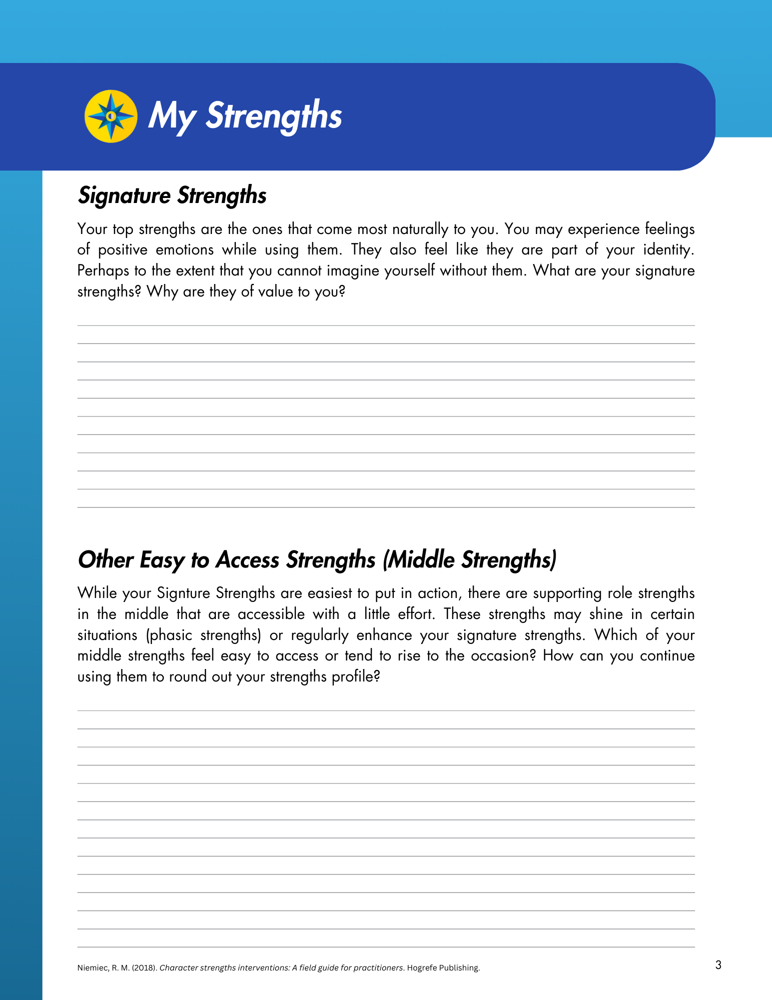 My Strengths
Signature Strengths
Your top strengths are the ones that come most naturally to you. You may experience feelings
of positive emotions while using them. They also feel like they are part of your identity.
Perhaps to the extent that you cannot imagine yourself without them. What are your signature
strengths? Why are they of value to you?
Other Easy to Access Strengths (Middle Strengths)
While your Signture Strengths are easiest to put in action, there are supporting role strengths
in the middle that are accessible with a little effort. These strengths may shine in certain
situations (phasic strengths) or regularly enhance your signature strengths. Which of your
middle strengths feel easy to access or tend to rise to the occasion? How can you continue
using them to round out your strengths profile?
Niemiec, R. M. (2018). Character strengths interventions: A field guide for practitioners. Hogrefe Publishing.
3